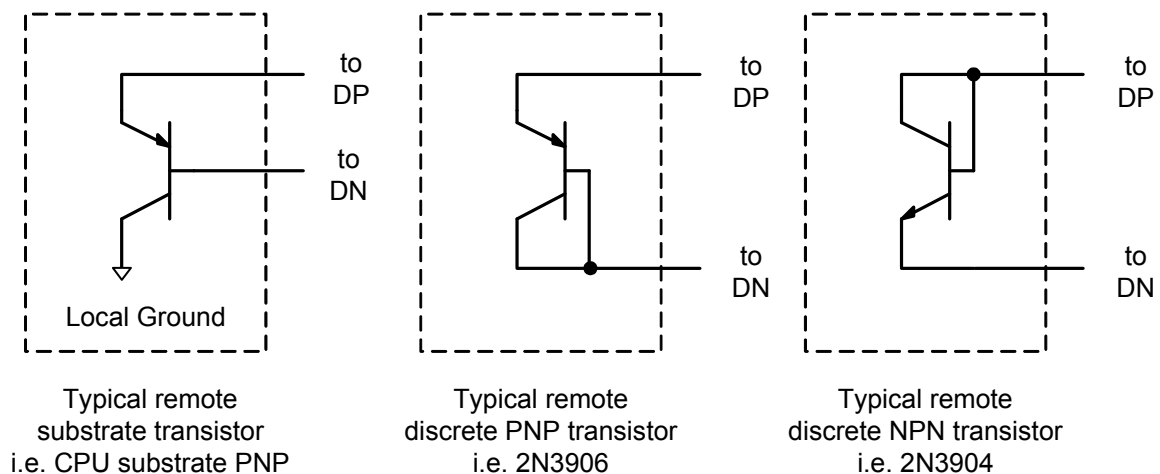 to
DP
to
DN
Local Ground
Typical remote
substrate transistor
i.e. CPU substrate PNP
to
DP
to
DN
Typical remote
discrete PNP transistor
i.e. 2N3906
to
DP
to
DN
Typical remote
discrete NPN transistor
i.e. 2N3904